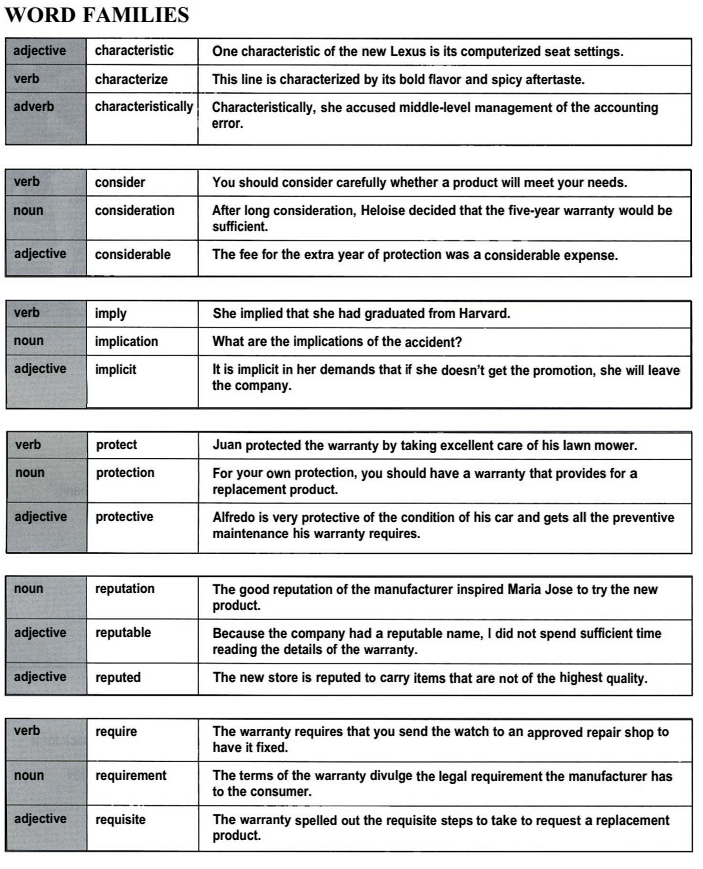 WORD FAMILIES
adjective characteristic One characteristic of the new Lexus is its computerized seat settings.
verb characterize This line is characterized by its bold flavor and spicy aftertaste.
adverb characteristically Characteristically, she accused middle-level management of the accounting
error.
verb consider You should consider carefully whether a product will meet your needs.
noun consideration After long consideration, Heloise decided that the five-year warranty would be
sufficient.
adjective considerable The fee for the extra year of protection was a considerable expense.
verb imply She implied that she had graduated from Harvard.
noun implication What are the implications of the accident?
adjective implicit It is implicit in her demands that if she doesn't get the promotion, she will leave
the company.
verb protect Juan protected the warranty by taking excellent care of his lawn mower.
noun protection For your own protection, you should have a warranty that provides for a
replacement product.
adjective protective Alfredo is very protective of the condition of his car and gets all the preventive
maintenance his warranty requires.
noun reputation The good reputation of the manufacturer inspired Maria Jose to try the new
product.
adjective reputable Because the company had a reputable name, I did not spend sufficient time
reading the details of the warranty.
adjective reputed The new store is reputed to carry items that are not of the highest quality.
verb require The warranty requires that you send the watch to an approved repair shop to
have it fixed.
noun requirement The terms of the warranty divulge the legal requirement the manufacturer has
to the consumer.
adjective requisite The warranty spelled out the requisite steps to take to request a replacement
product.